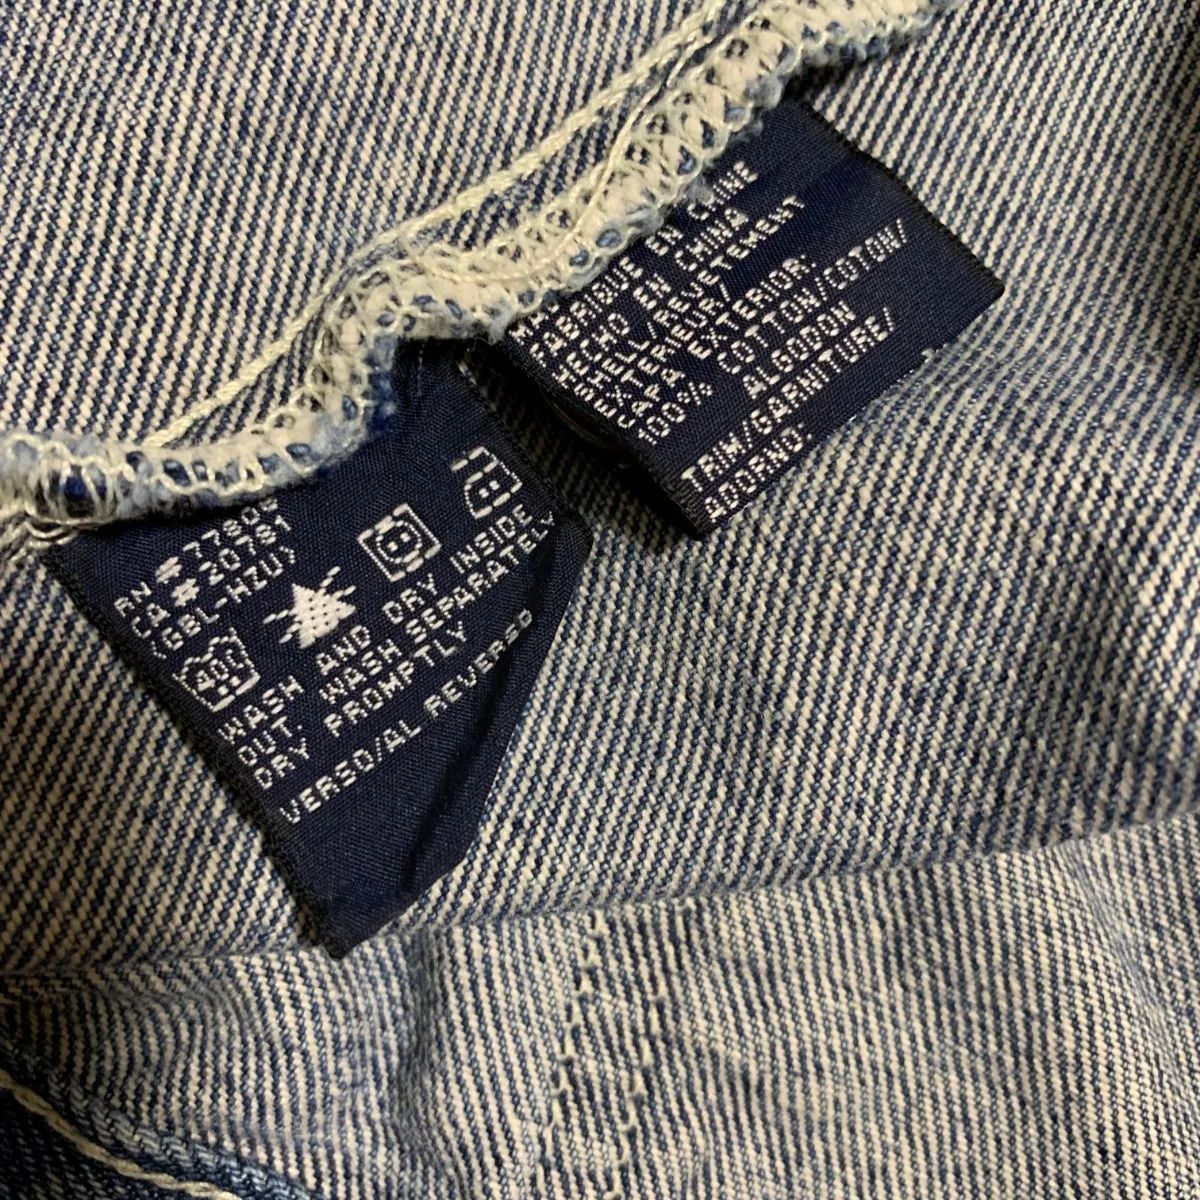 FABRIQUE EN CHINE
HECHO EN CHINA
SHELL/REVETEMENT
EXTERIEUR/
CAPA EXTERIOR:
100% COTTON/COTON/
ALGODON
TRIM/GARNITURE/
ADORNO:
RN
CA 20781
(GBL-HZU)
WASH AND DRY INSIDE
OUT. WASH SEPARATELY
DRY PROMPTLY
VERSO/AL REVERSO